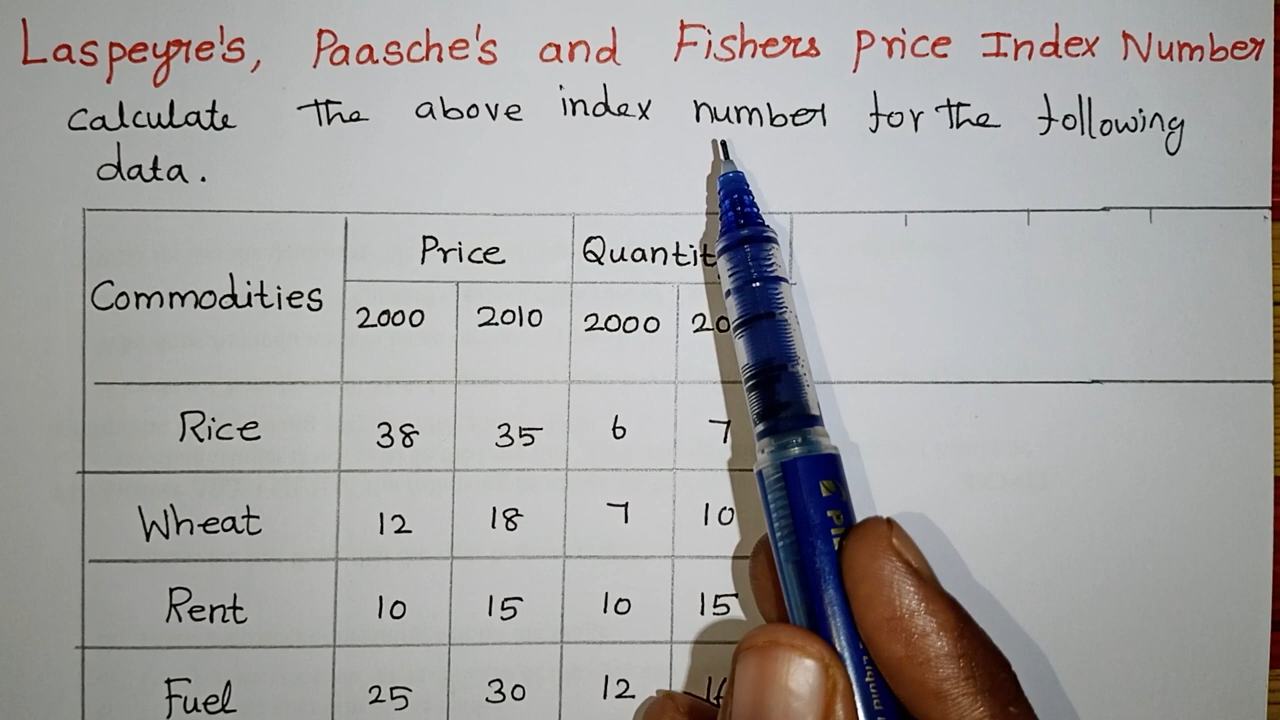 Laspeyre's, Paasche's and Fishers Price Index Number
calculate the above index number for the following
data.
Commodities Price Quantit
2000 2010 2000 20
Rice 38 35 6 7
Wheat 12 18 7 10
Rent 10 15 10 15
Fuel 25 30 12